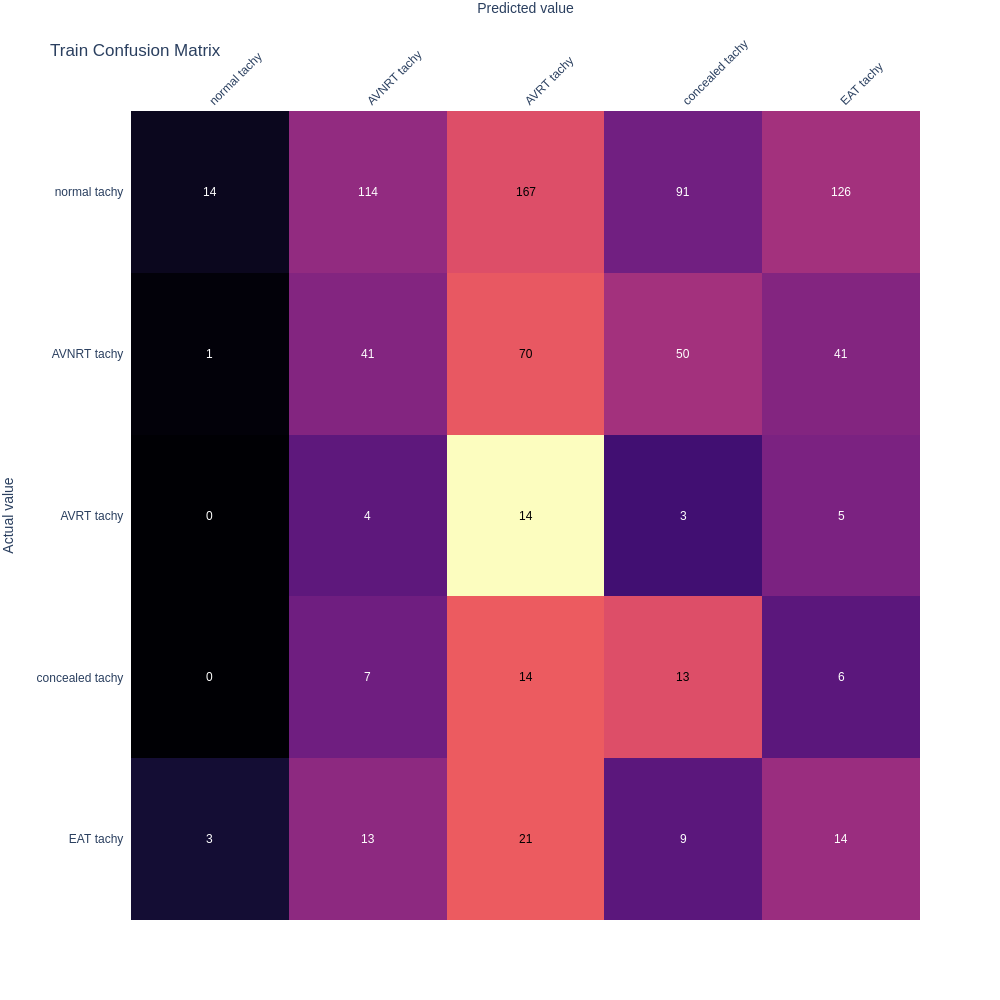 Predicted value
Train Confusion Matrix
normal tachy
AVNRT tachy
AVRT tachy
concealed tachy
EAT tachy
Actual value
normal tachy 14 114 167 91 126
AVNRT tachy 1 41 70 50 41
AVRT tachy 0 4 14 3 5
concealed tachy 0 7 14 13 6
EAT tachy 3 13 21 9 14